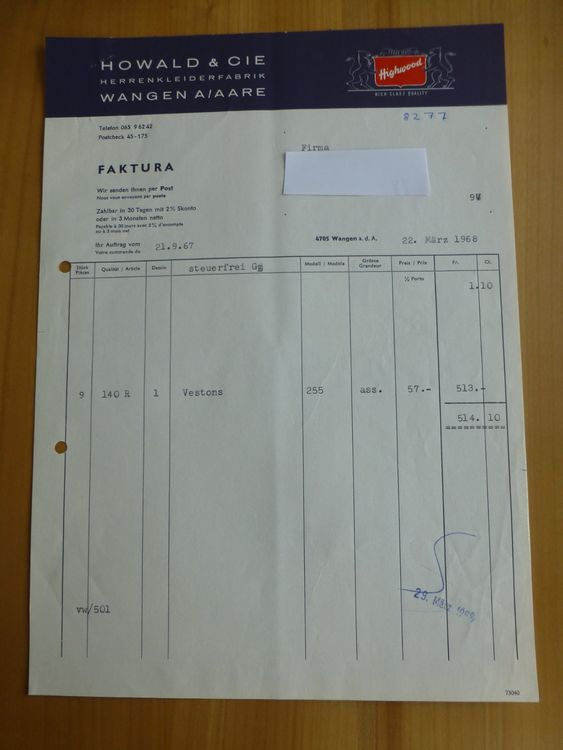 HOWALD & CIE
HERRENKLEIDERFABRIK
WANGEN A/AARE
Highwood
HIGH-CLASS QUALITY
8277
Telefon 065 9 62 42
Postcheck 45-175
Firma
FAKTURA
Wir senden Ihnen per Post
Nous vous envoyons par poste
Zahlbar in 30 Tagen mit 2% Skonto
oder in 3 Monaten netto
Payable à 30 jours avec 2% d'escompte
ou à 3 mois net
Ihr Auftrag vom 21.9.67
Votre commande du
4705 Wangen a. d. A. 22. März 1968
Stück Qualität / Article Dessin steuerfrei Modell / Modèle Grösse Preis / Prix Fr. Ct.
Pièces Grandeur
½ Porto 1.10
9 140 R 1 Vestons 255 ass. 57.- 513.-
514. 10
29. März
vw/501
73040